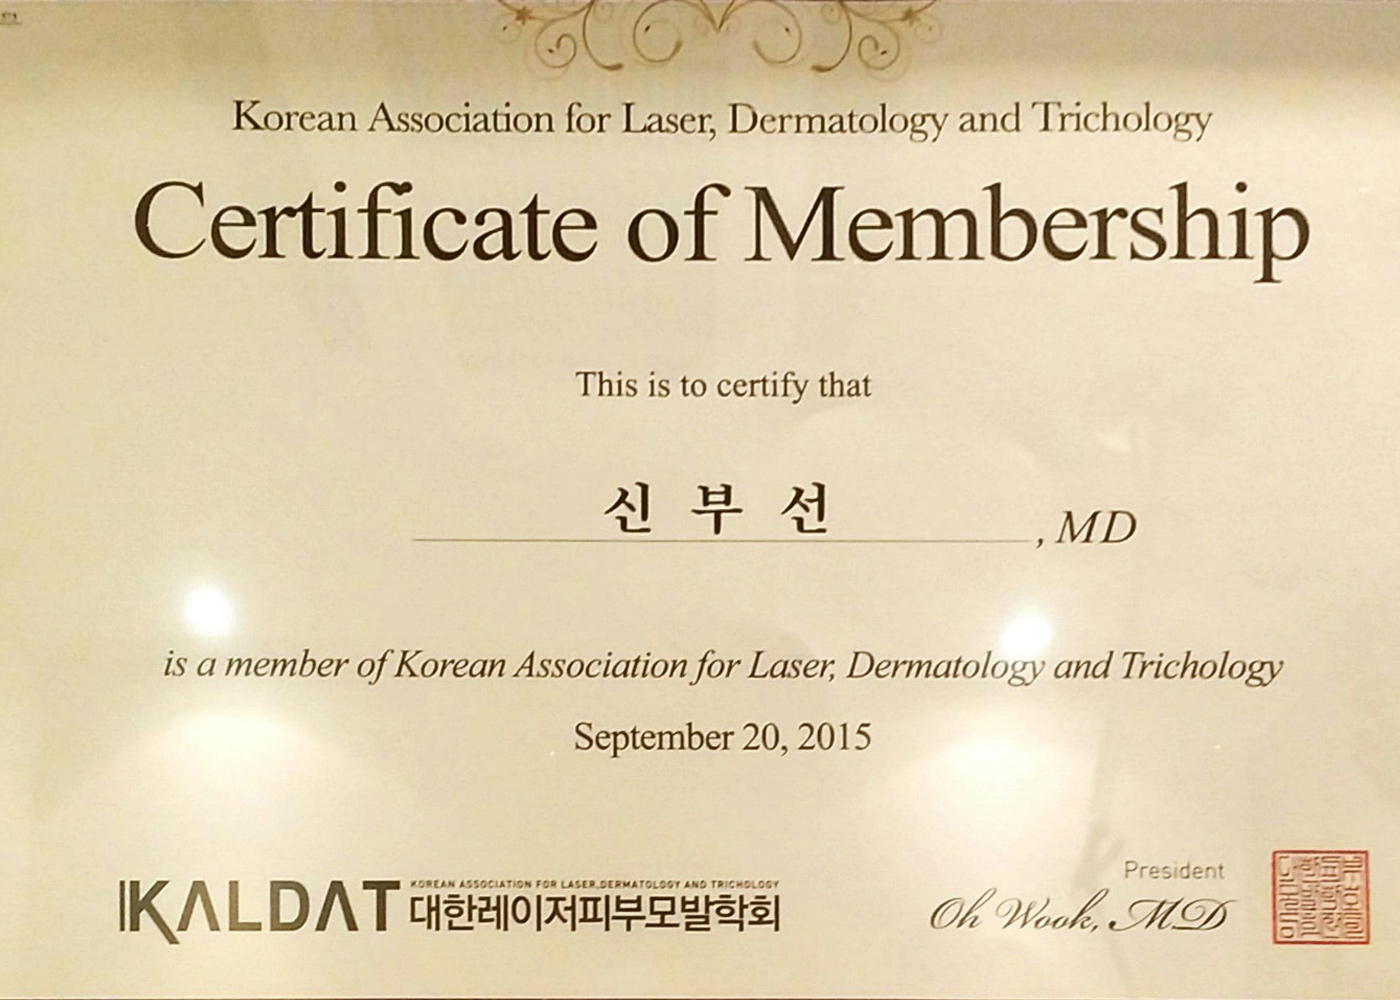 Korean Association for Laser, Dermatology and Trichology
Certificate of Membership
This is to certify that
신 부 선
, MD
is a member of Korean Association for Laser, Dermatology and Trichology
September 20, 2015
KALDAT
KOREAN ASSOCIATION FOR LASER,DERMATOLOGY AND TRICHOLOGY
대한레이저피부모발학회
President
Oh Wook, MD